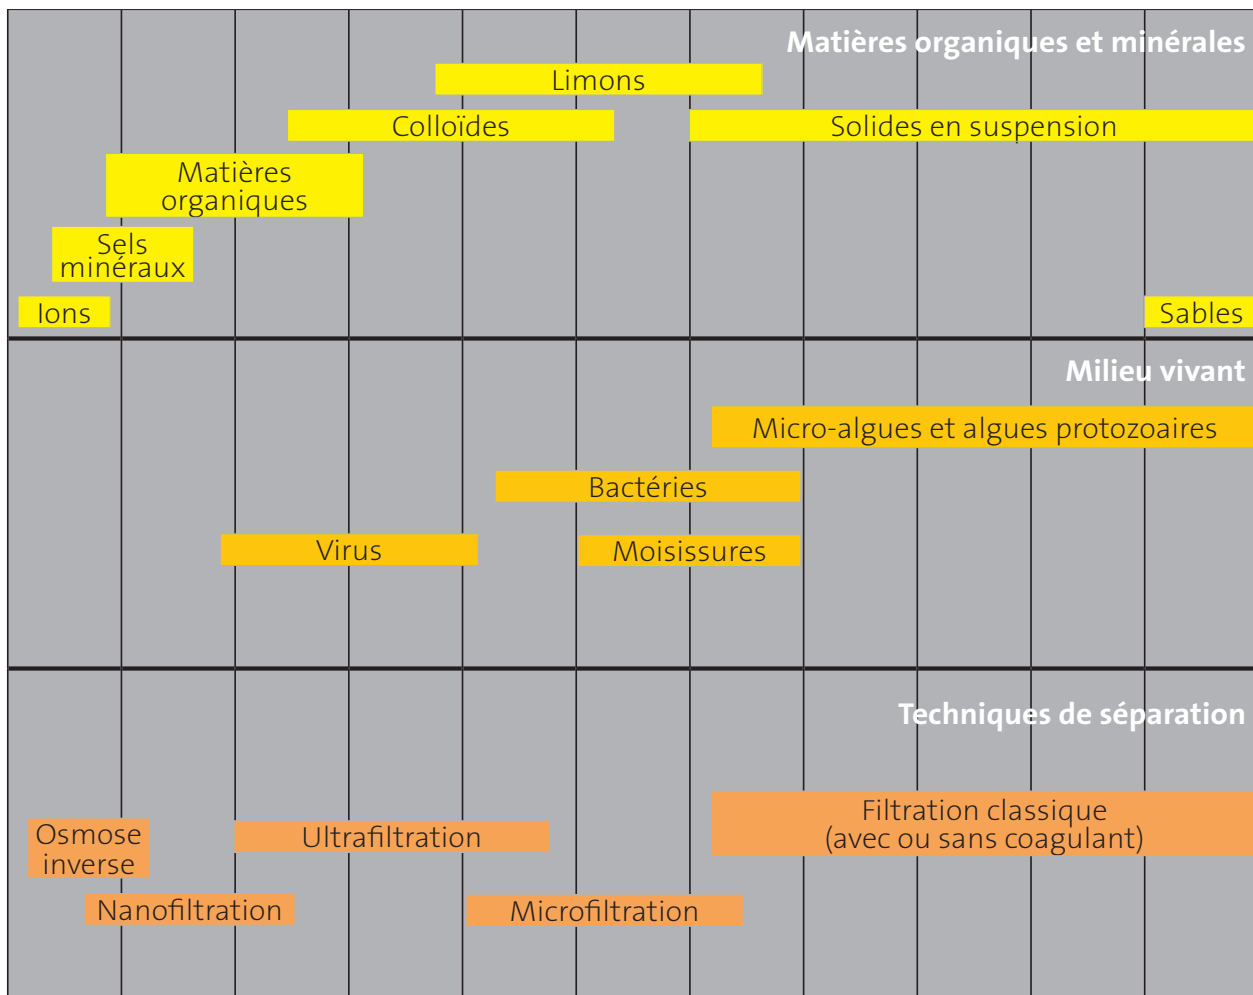 Matières organiques et minérales
Limons
Colloïdes
Solides en suspension
Matières
organiques
Sels
minéraux
Ions
Sables
Milieu vivant
Micro-algues et algues protozoaires
Bactéries
Virus
Moisissures
Techniques de séparation
Filtration classique
(avec ou sans coagulant)
Osmose
inverse
Ultrafiltration
Nanofiltration
Microfiltration